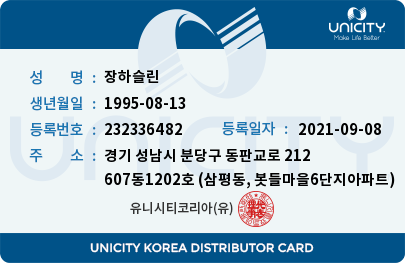 UNICITY
Make Life Better
UNICITY
성 명 : 장하슬린
생년월일 : 1995-08-13
등록번호 : 232336482 등록일자 : 2021-09-08
주 소 : 경기 성남시 분당구 동판교로 212
607동1202호 (삼평동, 봇들마을6단지아파트)
유니시티코리아(유)
UNICITY KOREA DISTRIBUTOR CARD